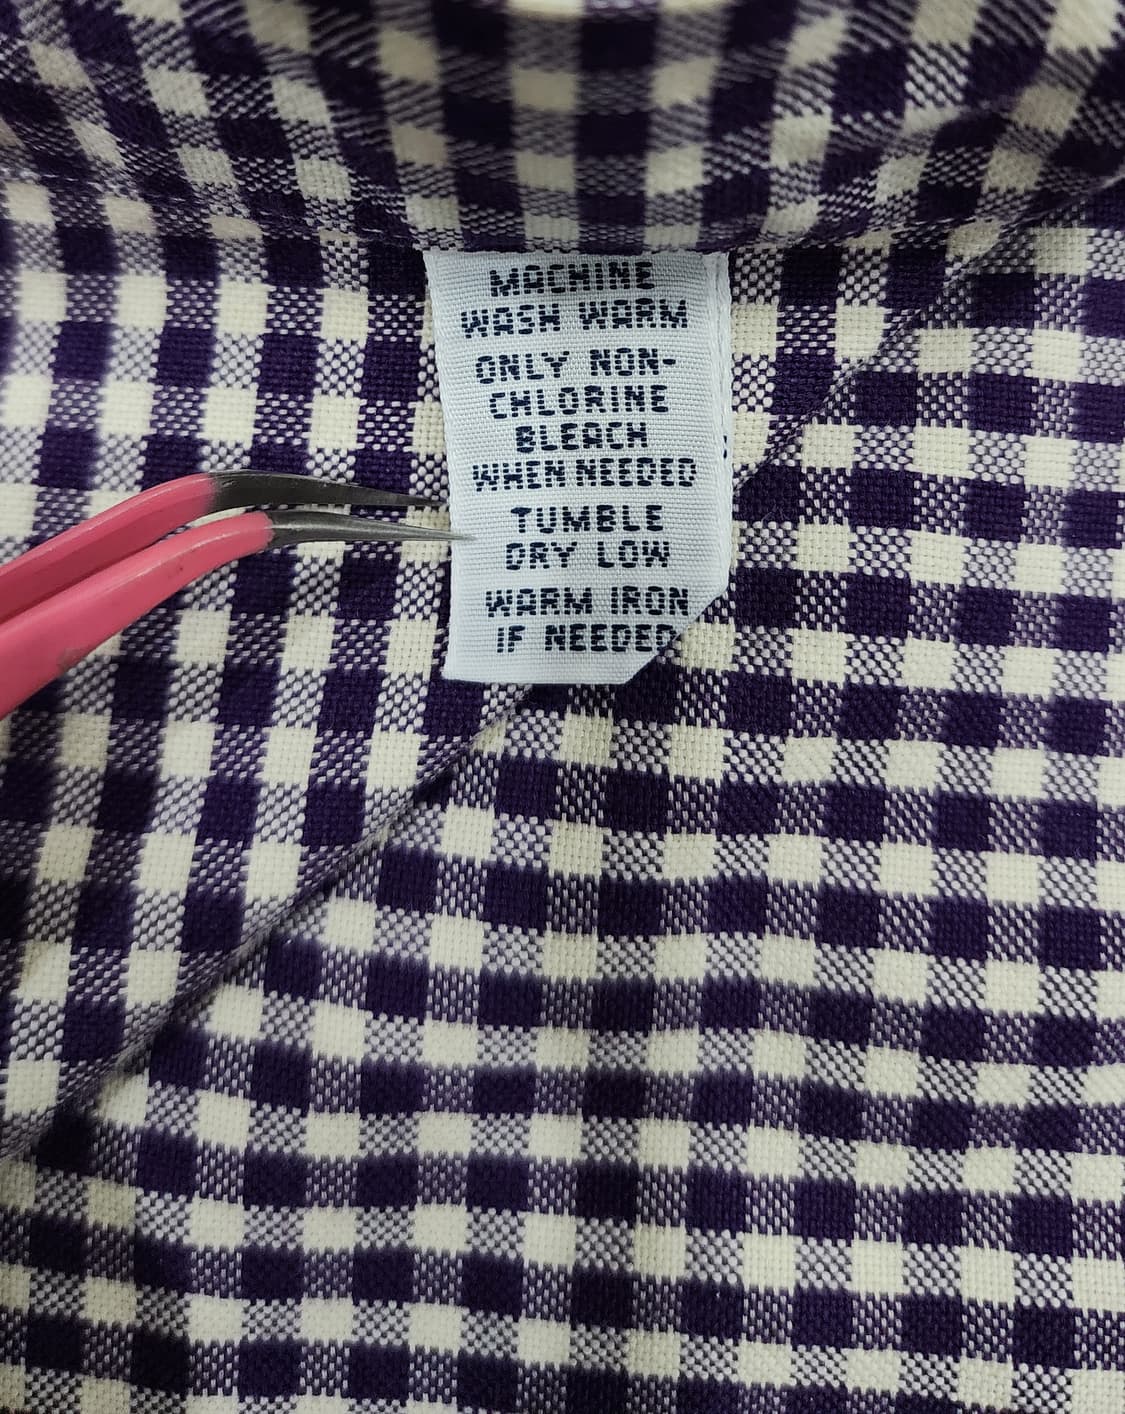 MACHINE
WASH WARM
ONLY NON-
CHLORINE
BLEACH
WHEN NEEDED
TUMBLE
DRY LOW
WARM IRON
IF NEEDED